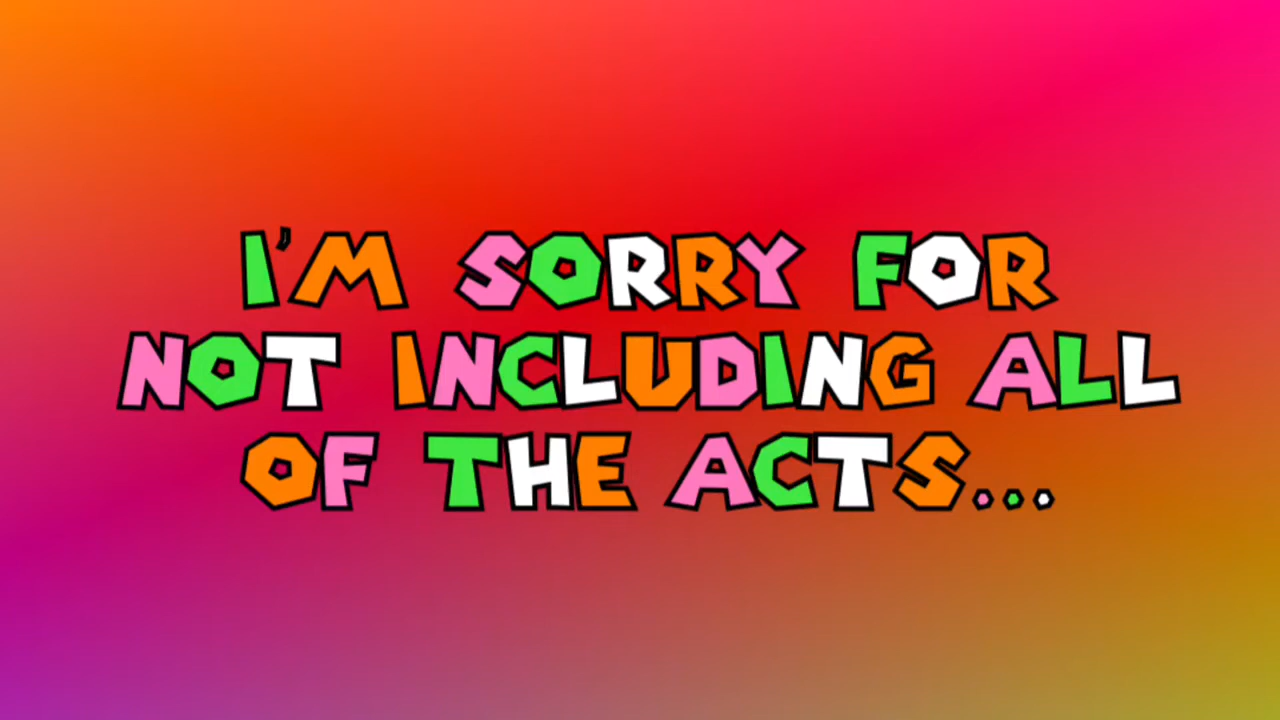 I'M SORRY FOR
NOT INCLUDING ALL
OF THE ACTS...